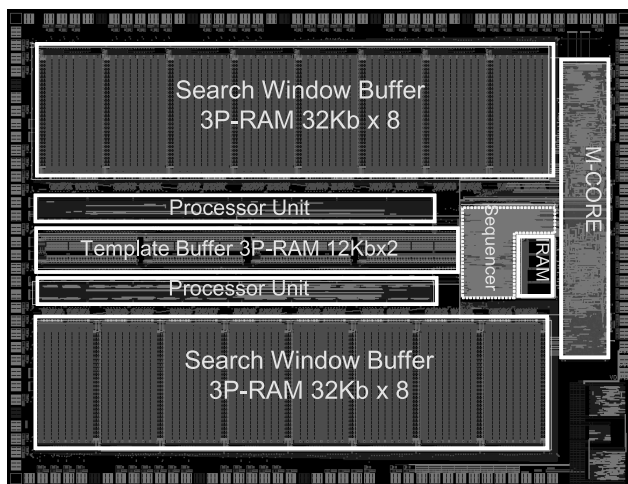 Search Window Buffer
3P-RAM 32Kb x 8
M-CORE
Processor Unit
Sequencer
RAM
Template Buffer 3P-RAM 12Kbx2
Processor Unit
Search Window Buffer
3P-RAM 32Kb x 8